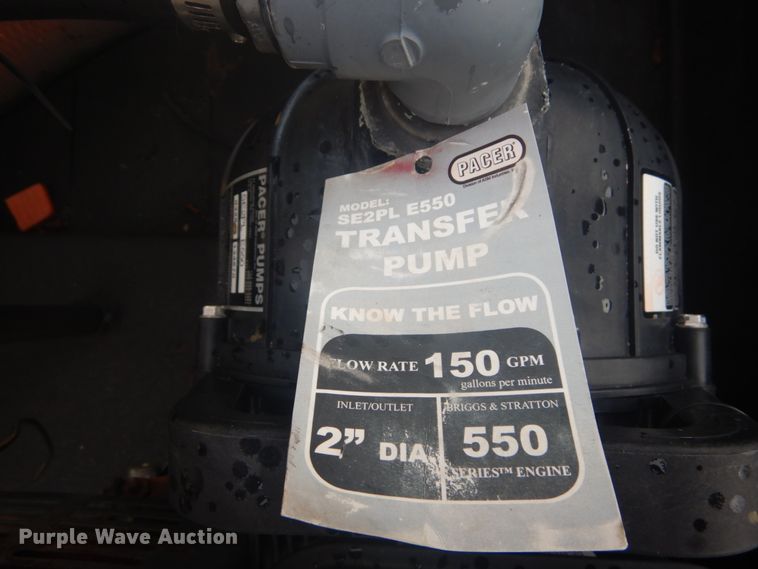 PACER
MODEL:
SE2PL E550
TRANSFER
PUMP
KNOW THE FLOW
FLOW RATE 150 GPM
gallons per minute
INLET/OUTLET
2” DIA
BRIGGS & STRATTON
550
SERIES™ ENGINE
PACER PUMPS
Purple Wave Auction